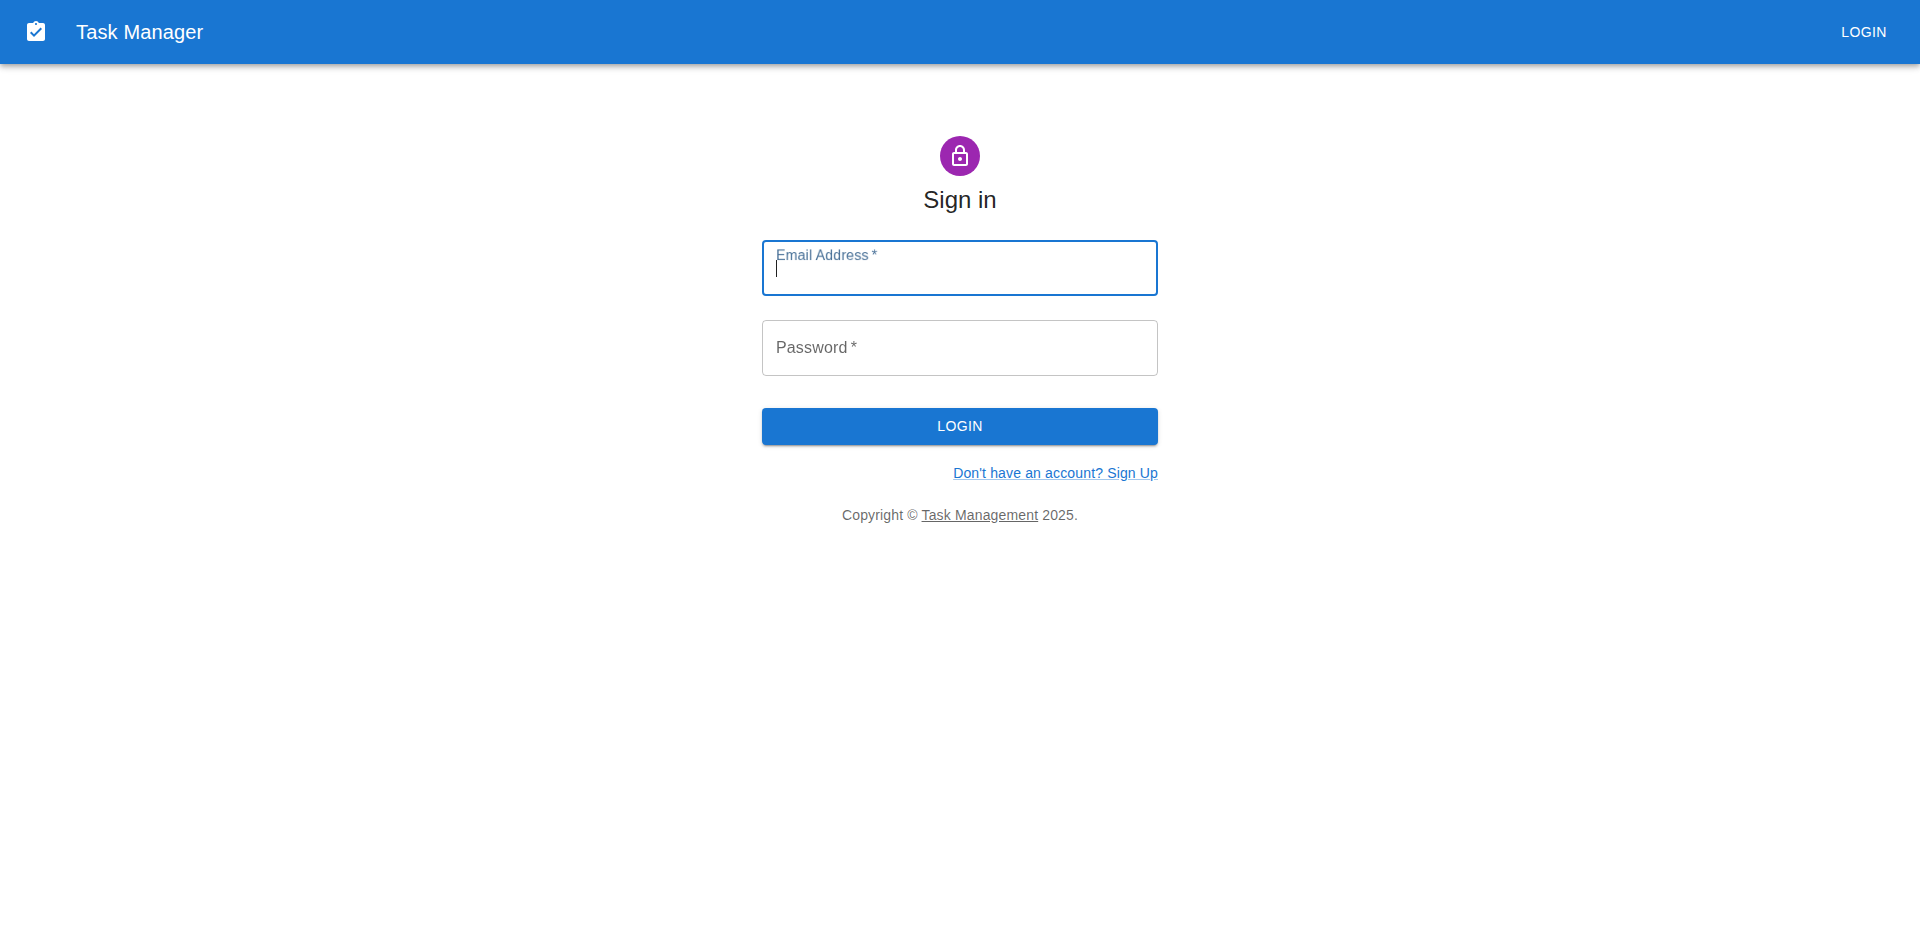 Task Manager
LOGIN
Sign in
Email Address *
Password *
LOGIN
Don't have an account? Sign Up
Copyright © Task Management 2025.